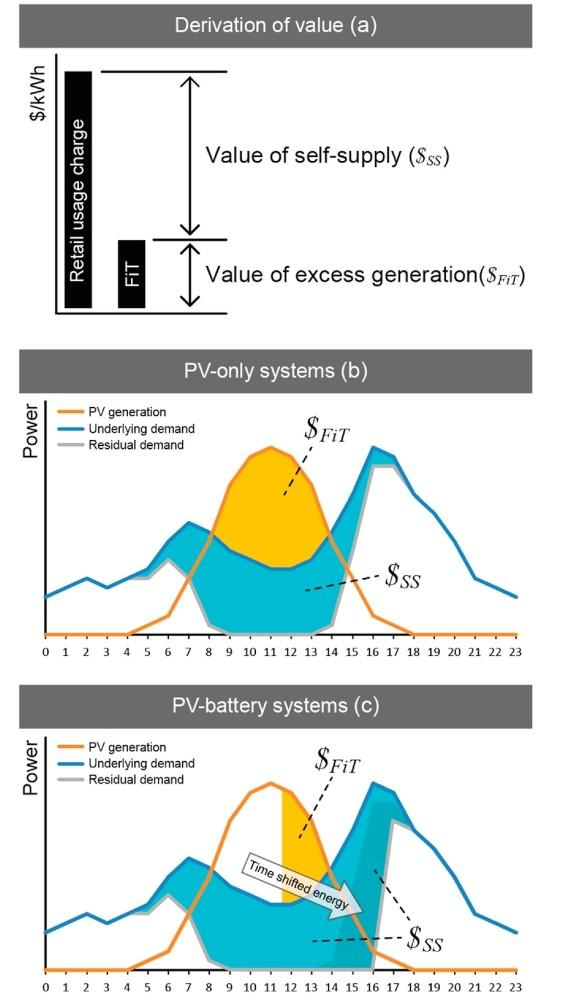 Derivation of value (a)
$/kWh
Retail usage charge
FiT
Value of self-supply ($SS)
Value of excess generation($FiT)
PV-only systems (b)
Power
PV generation
Underlying demand
Residual demand
$FiT
$SS
0 1 2 3 4 5 6 7 8 9 10 11 12 13 14 15 16 17 18 19 20 21 22 23
PV-battery systems (c)
Power
PV generation
Underlying demand
Residual demand
$FiT
Time shifted energy
$SS
0 1 2 3 4 5 6 7 8 9 10 11 12 13 14 15 16 17 18 19 20 21 22 23